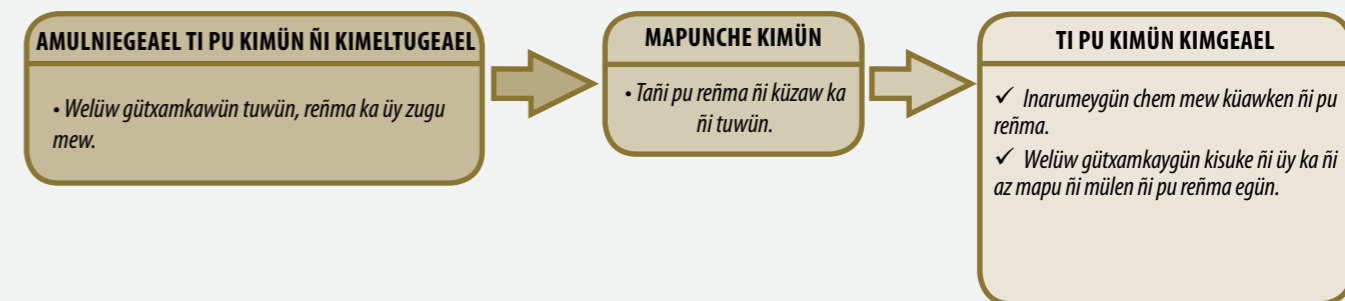 AMULNIEGEAEL TI PU KIMÜN ÑI KIMELTUGEAEL
• Welüw gütxamkawün tuwün, reñma ka üy zugu
mew.
MAPUNCHE KIMÜN
• Tañi pu reñma ñi küzaw ka
ñi tuwün.
TI PU KIMÜN KIMGEAEL
✓ Inarumeygün chem mew küawken ñi pu
reñma.
✓ Welüw gütxamkaygün kisuke ñi üy ka ñi
az mapu ñi mülen ñi pu reñma egün.